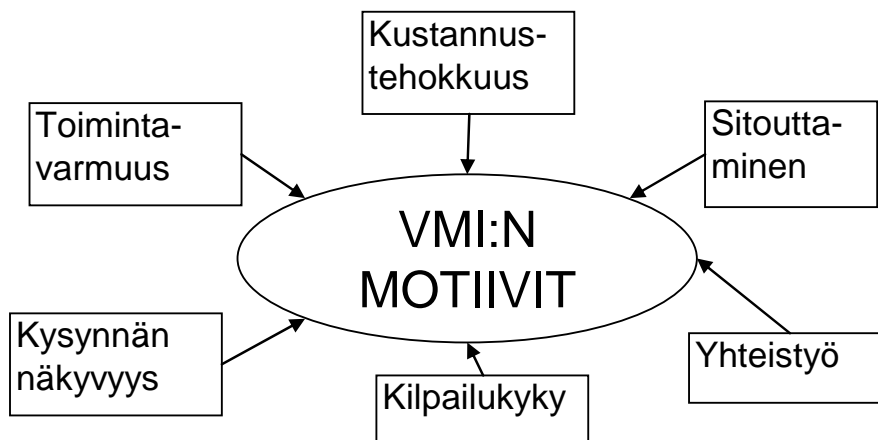 Kustannus-
tehokkuus
Toiminta-
varmuus
Sitoutta-
minen
VMI:N
MOTIIVIT
Kysynnän
näkyvyys
Yhteistyö
Kilpailukyky